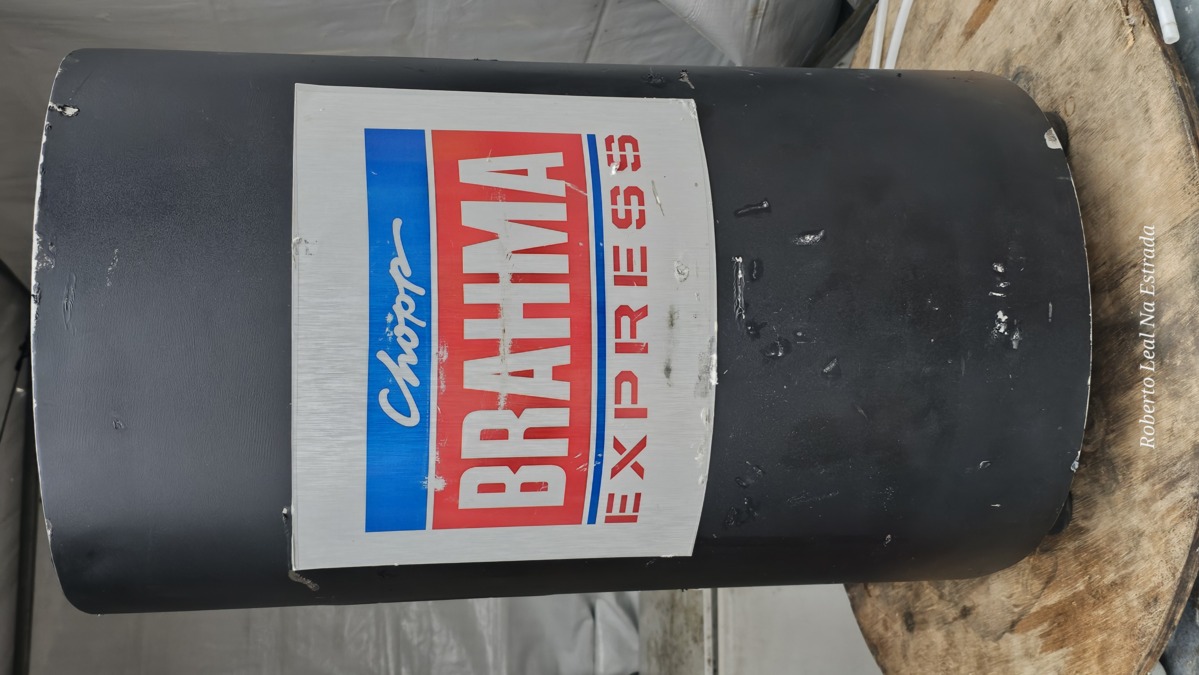 Chopp
BRAHMA
EXPRESS
Roberto Leal Na Estrada